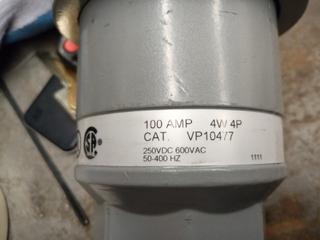 100 AMP 4W 4P
CAT. VP10477
250VDC 600VAC
50-400 HZ 1111